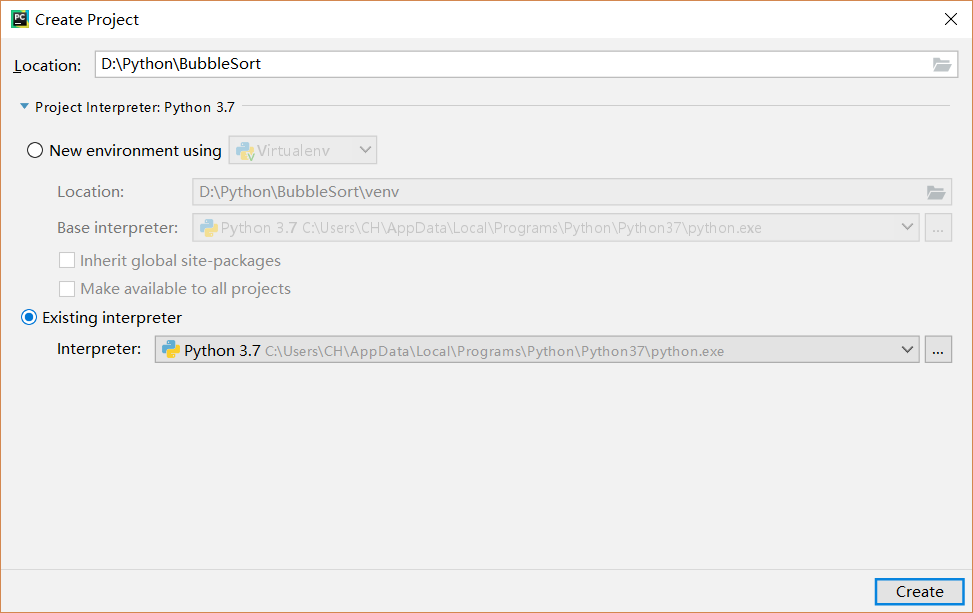 PC Create Project
Location: D:\Python\BubbleSort
Project Interpreter: Python 3.7
New environment using Virtualenv
Location: D:\Python\BubbleSort\venv
Base interpreter: Python 3.7 C:\Users\CH\AppData\Local\Programs\Python\Python37\python.exe ...
Inherit global site-packages
Make available to all projects
Existing interpreter
Interpreter: Python 3.7 C:\Users\CH\AppData\Local\Programs\Python\Python37\python.exe ...
Create